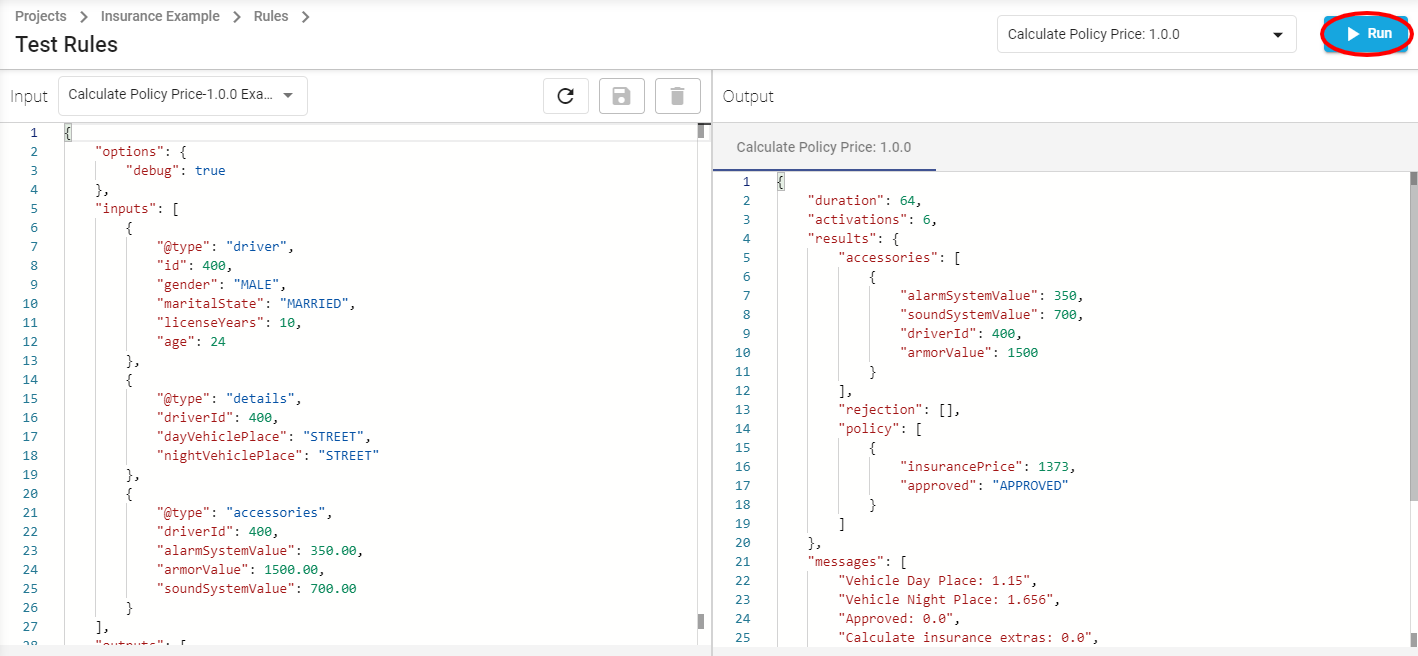 Projects > Insurance Example > Rules >
Test Rules
Calculate Policy Price: 1.0.0
Run
Input
Calculate Policy Price-1.0.0 Exa...
1 {
2 "options": {
3 "debug": true
4 },
5 "inputs": [
6 {
7 "@type": "driver",
8 "id": 400,
9 "gender": "MALE",
10 "maritalState": "MARRIED",
11 "licenseYears": 10,
12 "age": 24
13 },
14 {
15 "@type": "details",
16 "driverId": 400,
17 "dayVehiclePlace": "STREET",
18 "nightVehiclePlace": "STREET"
19 },
20 {
21 "@type": "accessories",
22 "driverId": 400,
23 "alarmSystemValue": 350.00,
24 "armorValue": 1500.00,
25 "soundSystemValue": 700.00
26 }
27 ],
28 "outputs": [
Output
Calculate Policy Price: 1.0.0
1 {
2 "duration": 64,
3 "activations": 6,
4 "results": {
5 "accessories": [
6 {
7 "alarmSystemValue": 350,
8 "soundSystemValue": 700,
9 "driverId": 400,
10 "armorValue": 1500
11 }
12 ],
13 "rejection": [],
14 "policy": [
15 {
16 "insurancePrice": 1373,
17 "approved": "APPROVED"
18 }
19 ]
20 },
21 "messages": [
22 "Vehicle Day Place: 1.15",
23 "Vehicle Night Place: 1.656",
24 "Approved: 0.0",
25 "Calculate insurance extras: 0.0",